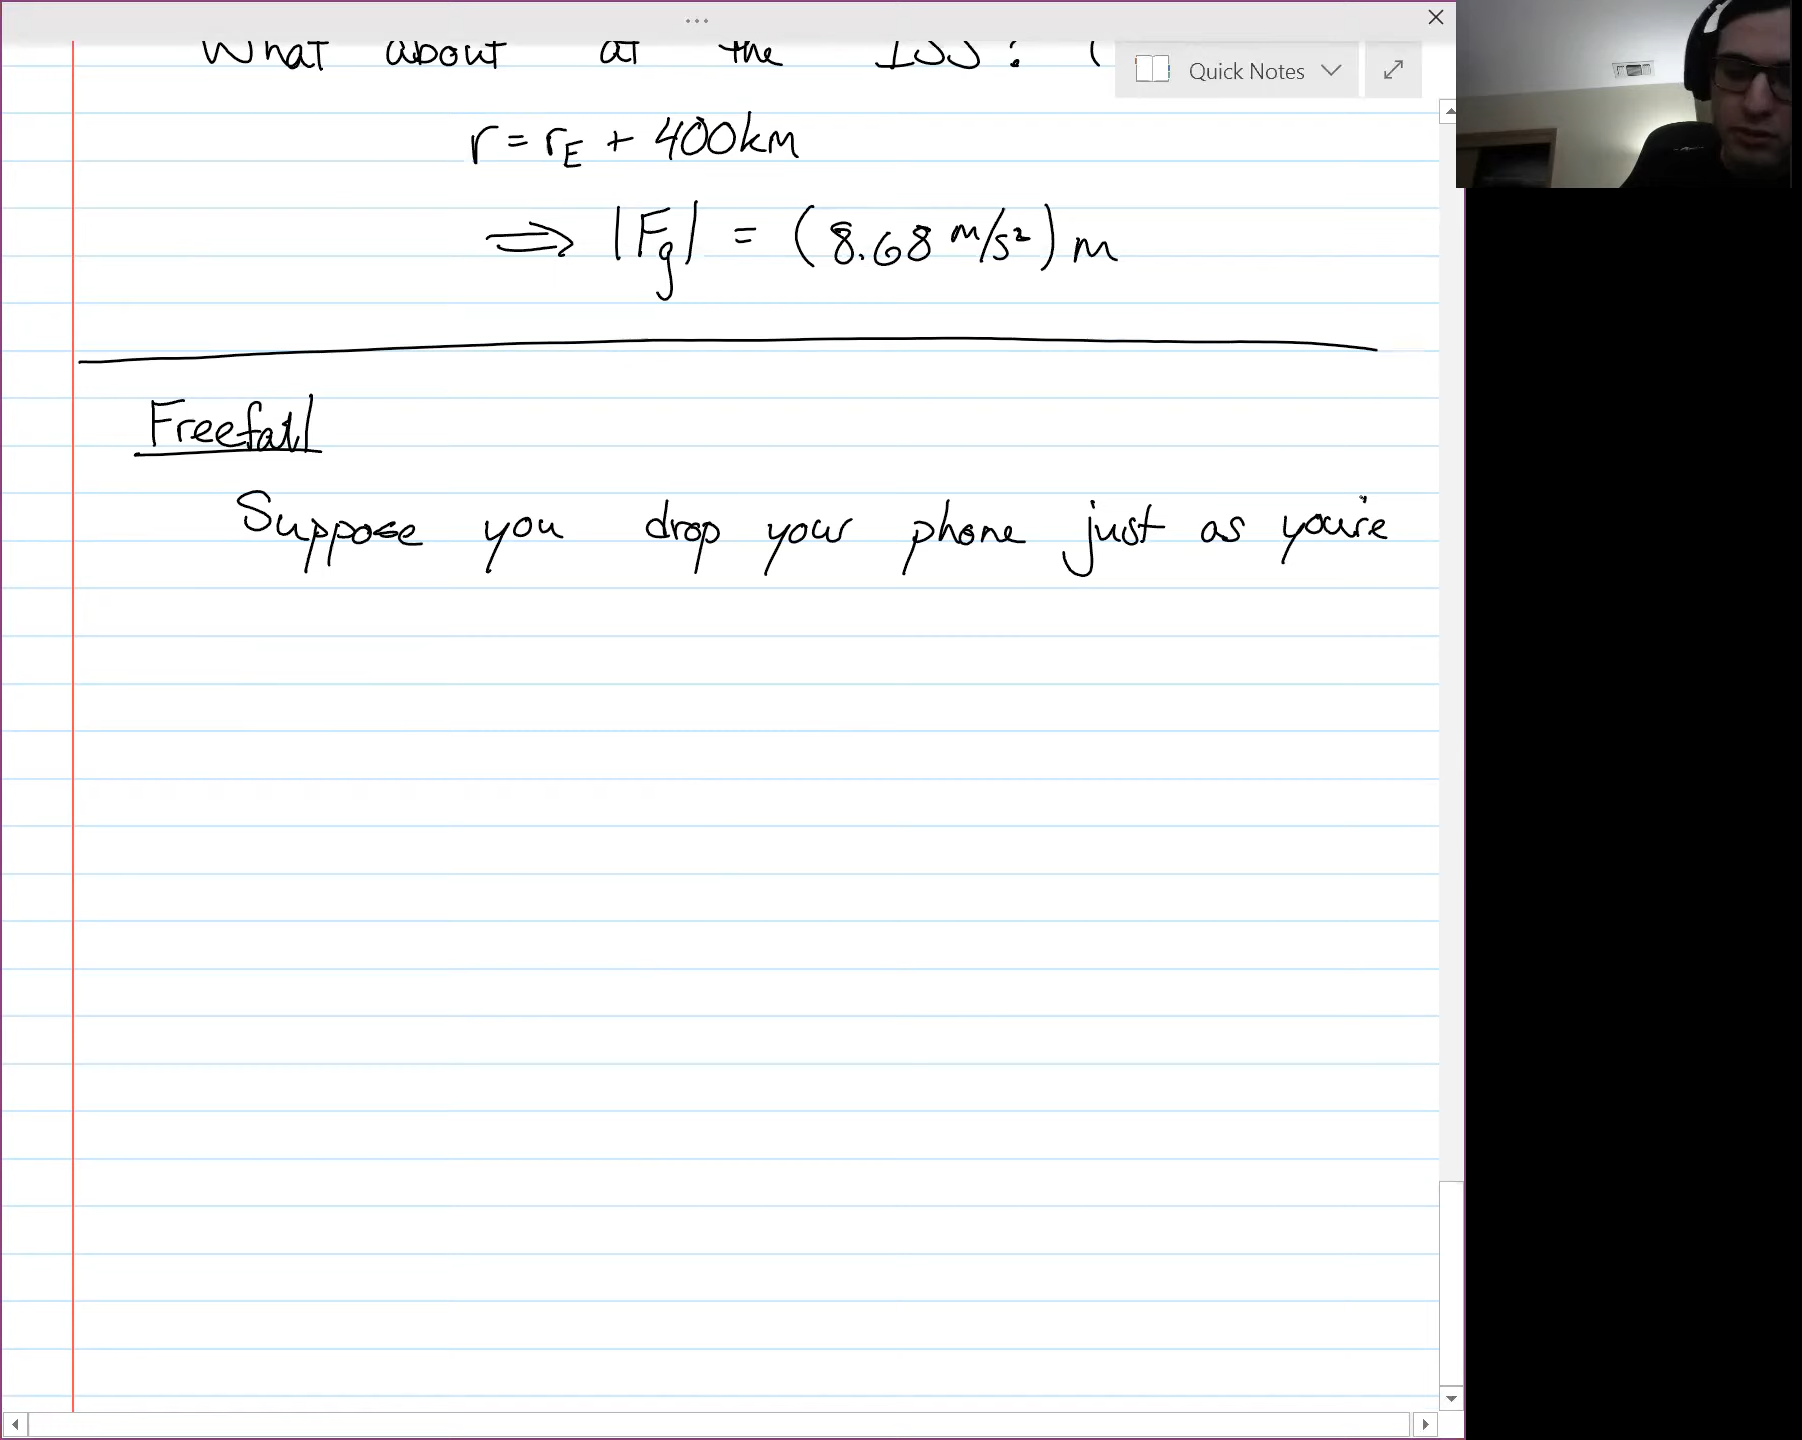 ...
What about at the ISS?
Quick Notes
r = r_E + 400km
⟹ |F_g| = (8.68 m/s²) m
Freefall
Suppose you drop your phone just as you're